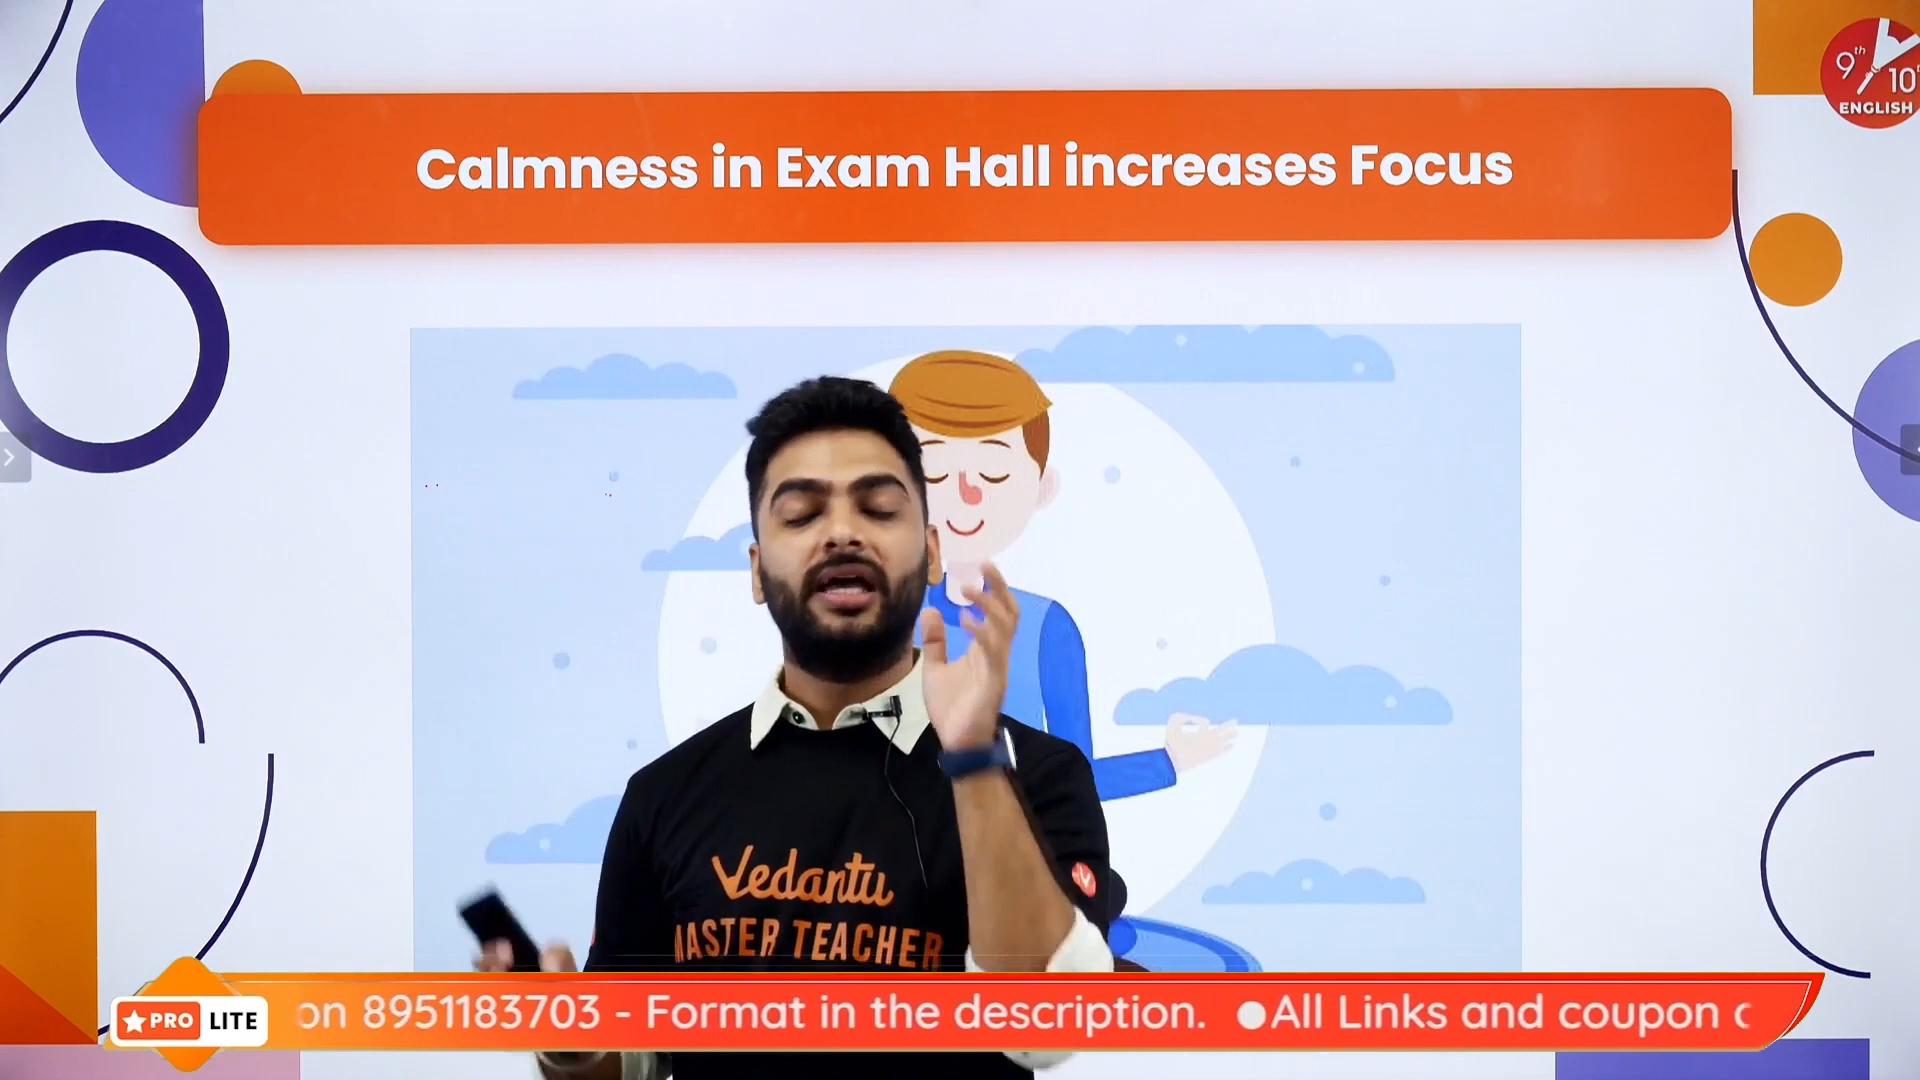 Calmness in Exam Hall increases Focus
9th
10
ENGLISH
Vedantu
MASTER TEACHER
PRO LITE
on 8951183703 - Format in the description. ●All Links and coupon c